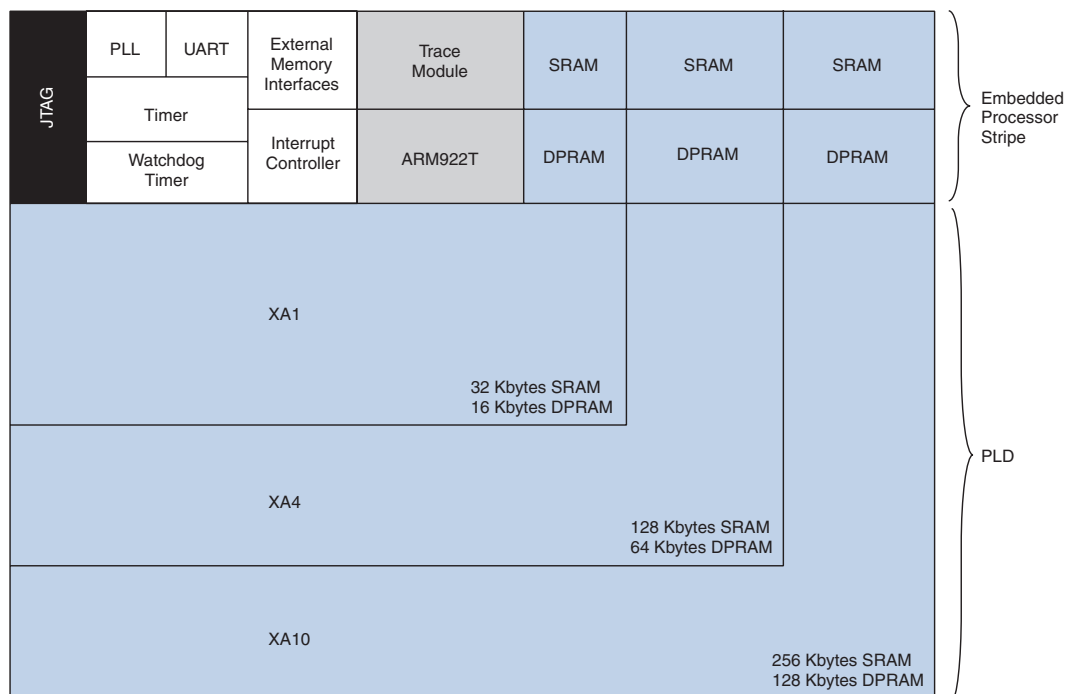 JTAG
PLL
UART
External
Memory
Interfaces
Trace
Module
SRAM
SRAM
SRAM
Timer
Watchdog
Timer
Interrupt
Controller
ARM922T
DPRAM
DPRAM
DPRAM
Embedded
Processor
Stripe
XA1
32 Kbytes SRAM
16 Kbytes DPRAM
XA4
128 Kbytes SRAM
64 Kbytes DPRAM
PLD
XA10
256 Kbytes SRAM
128 Kbytes DPRAM